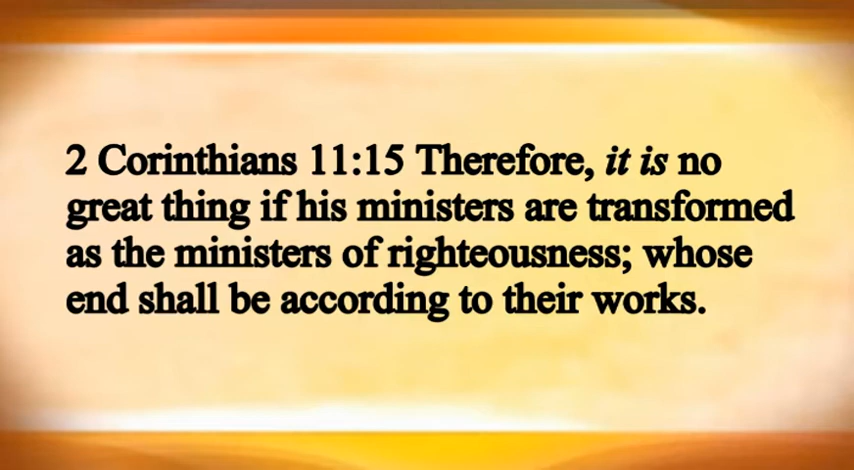 2 Corinthians 11:15 Therefore, it is no
great thing if his ministers are transformed
as the ministers of righteousness; whose
end shall be according to their works.